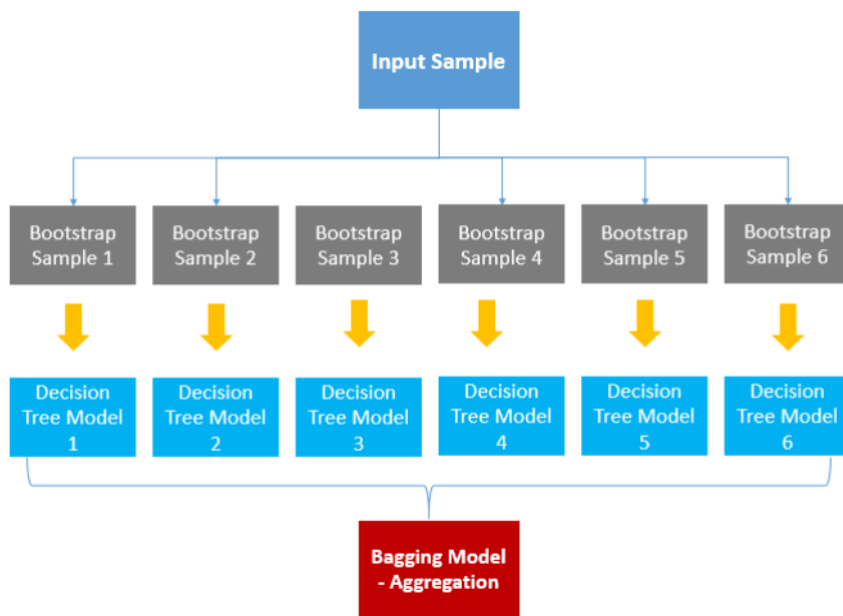 Input Sample
Bootstrap
Sample 1
Bootstrap
Sample 2
Bootstrap
Sample 3
Bootstrap
Sample 4
Bootstrap
Sample 5
Bootstrap
Sample 6
Decision
Tree Model
1
Decision
Tree Model
2
Decision
Tree Model
3
Decision
Tree Model
4
Decision
Tree Model
5
Decision
Tree Model
6
Bagging Model
- Aggregation